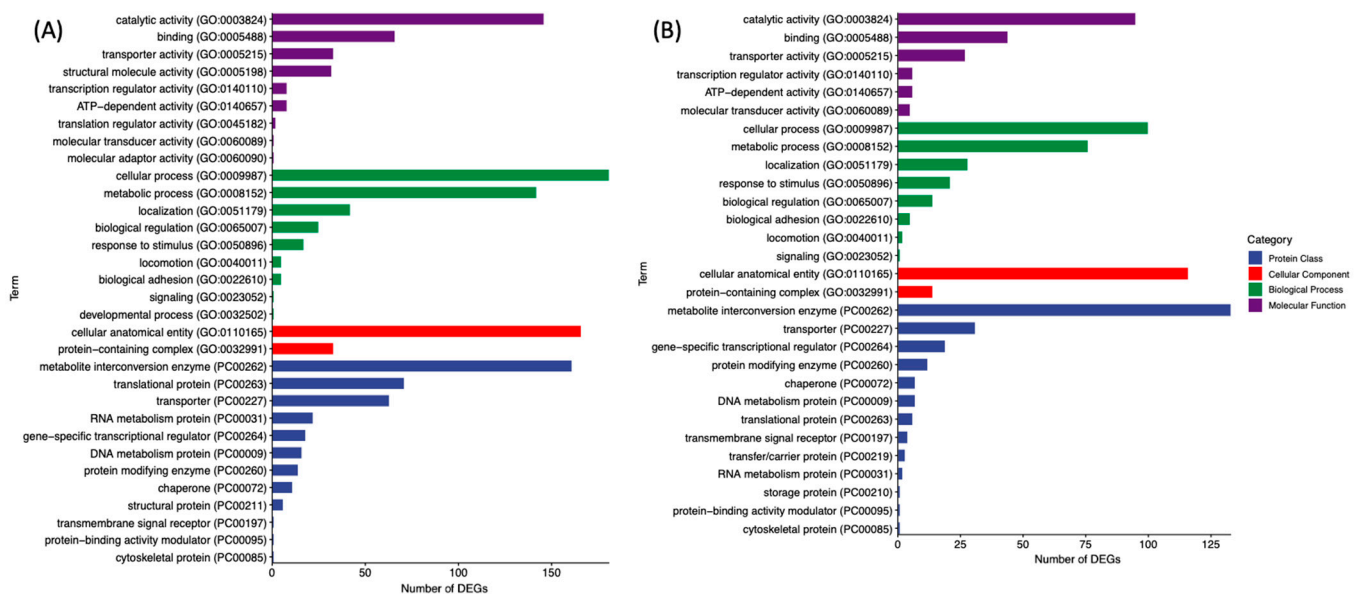 (A)
Term
catalytic activity (GO:0003824)
binding (GO:0005488)
transporter activity (GO:0005215)
structural molecule activity (GO:0005198)
transcription regulator activity (GO:0140110)
ATP−dependent activity (GO:0140657)
translation regulator activity (GO:0045182)
molecular transducer activity (GO:0060089)
molecular adaptor activity (GO:0060090)
cellular process (GO:0009987)
metabolic process (GO:0008152)
localization (GO:0051179)
biological regulation (GO:0065007)
response to stimulus (GO:0050896)
locomotion (GO:0040011)
biological adhesion (GO:0022610)
signaling (GO:0023052)
developmental process (GO:0032502)
cellular anatomical entity (GO:0110165)
protein−containing complex (GO:0032991)
metabolite interconversion enzyme (PC00262)
translational protein (PC00263)
transporter (PC00227)
RNA metabolism protein (PC00031)
gene−specific transcriptional regulator (PC00264)
DNA metabolism protein (PC00009)
protein modifying enzyme (PC00260)
chaperone (PC00072)
structural protein (PC00211)
transmembrane signal receptor (PC00197)
protein−binding activity modulator (PC00095)
cytoskeletal protein (PC00085)
0 50 100 150
Number of DEGs
(B)
Term
catalytic activity (GO:0003824)
binding (GO:0005488)
transporter activity (GO:0005215)
transcription regulator activity (GO:0140110)
ATP−dependent activity (GO:0140657)
molecular transducer activity (GO:0060089)
cellular process (GO:0009987)
metabolic process (GO:0008152)
localization (GO:0051179)
response to stimulus (GO:0050896)
biological regulation (GO:0065007)
biological adhesion (GO:0022610)
locomotion (GO:0040011)
signaling (GO:0023052)
cellular anatomical entity (GO:0110165)
protein−containing complex (GO:0032991)
metabolite interconversion enzyme (PC00262)
transporter (PC00227)
gene−specific transcriptional regulator (PC00264)
protein modifying enzyme (PC00260)
chaperone (PC00072)
DNA metabolism protein (PC00009)
translational protein (PC00263)
transmembrane signal receptor (PC00197)
transfer/carrier protein (PC00219)
RNA metabolism protein (PC00031)
storage protein (PC00210)
protein−binding activity modulator (PC00095)
cytoskeletal protein (PC00085)
0 25 50 75 100 125
Number of DEGs
Category
Protein Class
Cellular Component
Biological Process
Molecular Function